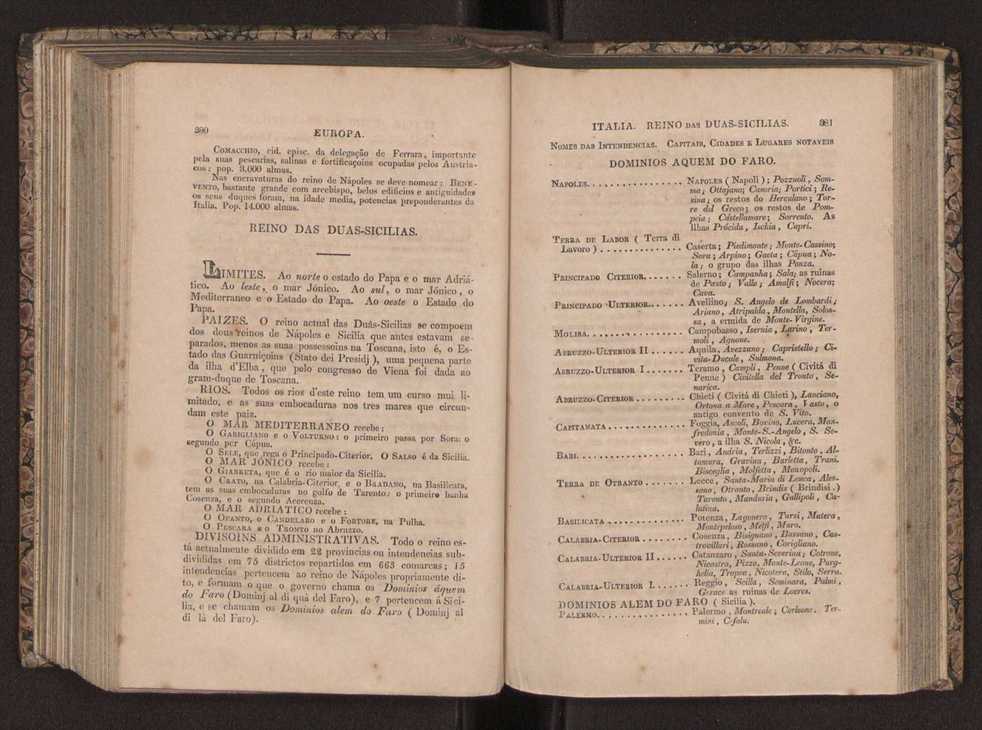 390
EUROPA.
COMACCHIO, cid. episc. da delegação de Ferrara, importante
pela suas pescarias, salinas e fortificaçoins ocupadas pelos Austria-
cos; pop. 3.000 almas.
Nas encravaturas do reino de Nápoles se deve nomear: BENE-
VENTO, bastante grande com arcebispo, belos edificios e antiguidades
os seus duques foram, na idade media, potencias preponderantes da
Italia. Pop. 14.000 almas.
REINO DAS DUAS-SICILIAS.
LIMITES. Ao norte o estado do Papa e o mar Adriá-
tico. Ao leste, o mar Jónico. Ao sul, o mar Jónico, o
Mediterraneo e o Estado do Papa. Ao oeste o Estado do
Papa.
PAIZES. O reino actual das Duás-Sicilias se compoem
dos dous reinos de Nápoles e Sicilia que antes estavam se-
parados, menos as suas possessoins na Toscana, isto é, o Es-
tado das Guarniçoins (Stato dei Presidj), uma pequena parte
da ilha d'Elba, que pelo congresso de Viena foi dada ao
gram-duque de Toscana.
RIOS. Todos os rios d'este reino tem um curso mui li-
mitado, e as suas embocaduras nos tres mares que circun-
dam este paiz.
O MAR MEDITERRANEO recebe:
O GARIGLIANO e o VOLTURNO: o primeiro passa por Sora: o
segundo per Cápua.
O SELE, que rega o Principado-Citerior. O SALSO é da Sicilia.
O MAR JÓNICO recebe:
O GIARRETA, que é o rio maior da Sicilia.
O CRATO, na Calabria-Citerior, e o BRADANO, na Basilicata,
tem as suas embocaduras no golfo de Tarento: o primeiro banha
Cosenza, e o segundo Acerenza.
O MAR ADRIATICO recebe:
O OFANTO, o CANDELARO e o FORTORE, na Pulha.
O PESCARA e o TRONTO no Abruzzo.
DIVISOINS ADMINISTRATIVAS. Todo o reino es-
tá actualmente dividido em 22 provincias ou intendencias sub-
divididas em 75 districtos repartidos em 663 comarcas; 15
intendencias pertencem ao reino de Nápoles propriamente di-
to, e formam o que o governo chama os Dominios áquem
do Faro (Dominj al di quà del Faro), e 7 pertencem á Sici-
lia, e se chamam os Dominios alem do Faro (Dominj al
di là del Faro).
ITALIA. REINO DAS DUAS-SICILIAS. 381
NOMES DAS INTENDENCIAS. CAPITAIS, CIDADES E LUGARES NOTAVEIS
DOMINIOS AQUEM DO FARO.
NAPOLES. . . . . . . . . . . . . . . . NAPOLES (Napoli); Pozzuoli, Som-
ma; Ottajano; Casoria; Portici; Re-
sina; os restos do Herculano; Tor-
re del Greco; os restos de Pom-
peia; Castellamare; Sorrento. As
Ilhas Prócida, Ischia, Capri.
TERRA DE LABOR ( Terra di
Lavoro ) . . . . . . . . . . . . . . Caserta; Piedimonte; Monte-Cassino;
Sora; Arpino; Gaeta; Cápua; No-
la; o grupo das ilhas Ponza.
PRINCIPADO CITERIOR. . . . . . . Salerno; Campanha; Sala; as ruinas
de Pæsto; Valle; Amalfi; Nocera;
Cava.
PRINCIPADO ULTERIOR. . . . . . . Avellino; S. Angelo de Lombardi;
Ariano, Atripalda, Montella, Solos-
sa, a ermida de Monte-Virgine.
MOLISA. . . . . . . . . . . . . . . . . Campobasso, Isernia, Larino, Ter-
moli, Agnone.
ABRUZZO-ULTERIOR II . . . . . . Aquila, Avezzano; Capristello; Ci-
vita-Ducale, Sulmona.
ABRUZZO-ULTERIOR I . . . . . . . Teramo, Campli, Penne ( Cività di
Penne ) Civitella del Tronto, Se-
narica.
ABRUZZO-CITERIOR . . . . . . . . . Chieti ( Cività di Chieti ), Lanciano,
Ortona a Mare, Pescara, Vasto, o
antigo convento de S. Vito.
CAPITANATA . . . . . . . . . . . . . . Foggia, Ascoli, Bovino, Lucera, Man-
fredonia, Monte-S.-Angelo, S. Se-
vero, a ilha S. Nicola, &c.
BARI. . . . . . . . . . . . . . . . . . . Bari, Andria, Terlizzi, Bitonto, Al-
tamura, Gravina, Barletta, Trani.
Bisceglia, Molfetta, Monopoli.
TERRA DE OTRANTO . . . . . . . . Lecce, Santa-Maria di Leuca, Ales-
sano, Otranto, Brindis ( Brindisi. )
Tarento, Manduria, Gallipoli, Ca-
latina.
BASILICATA . . . . . . . . . . . . . . Potenza, Lagonero, Tursi, Matera,
Montepeloso, Melfi, Muro.
CALABRIA-CITERIOR . . . . . . . . Cosenza, Bisignano, Bassano, Cas-
trovillari, Rossano, Corigliano.
CALABRIA-ULTERIOR II . . . . . . Catanzaro, Santa-Severina; Cotrone,
Nicastro, Pizzo, Monte-Leone, Parg-
helia, Tropea, Nicotera, Stilo, Serra.
CALABRIA-ULTERIOR I. . . . . . . Reggio, Scilla, Seminara, Palmi,
Gerace as ruinas de Locres.
DOMINIOS ALEM DO FARO ( Sicilia ).
PALERMO. . . . . . . . . . . . . . . . Palermo, Montreale; Corleone. Ter-
mini, Cefalu.